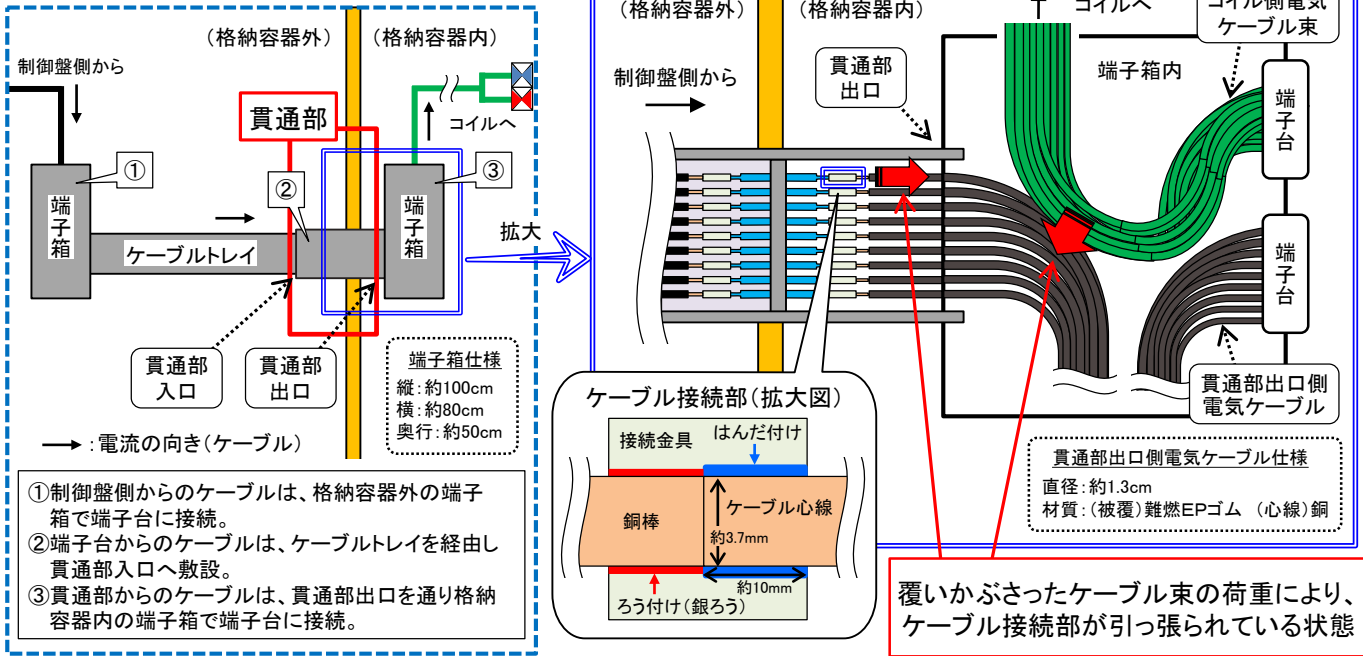 (格納容器外)
(格納容器内)
制御盤側から
貫通部
コイルへ
①
②
③
端子箱
ケーブルトレイ
端子箱
拡大
貫通部
入口
貫通部
出口
端子箱仕様
縦:約100cm
横:約80cm
奥行:約50cm
→:電流の向き(ケーブル)
①制御盤側からのケーブルは、格納容器外の端子
箱で端子台に接続。
②端子台からのケーブルは、ケーブルトレイを経由し
貫通部入口へ敷設。
③貫通部からのケーブルは、貫通部出口を通り格納
容器内の端子箱で端子台に接続。
(格納容器外)
(格納容器内)
コイルへ
コイル側電気
ケーブル束
制御盤側から
貫通部
出口
端子箱内
端子台
端子台
貫通部出口側
電気ケーブル
ケーブル接続部(拡大図)
接続金具
はんだ付け
銅棒
ケーブル心線
約3.7mm
約10mm
ろう付け(銀ろう)
貫通部出口側電気ケーブル仕様
直径:約1.3cm
材質:(被覆)難燃EPゴム (心線)銅
覆いかぶさったケーブル束の荷重により、
ケーブル接続部が引っ張られている状態